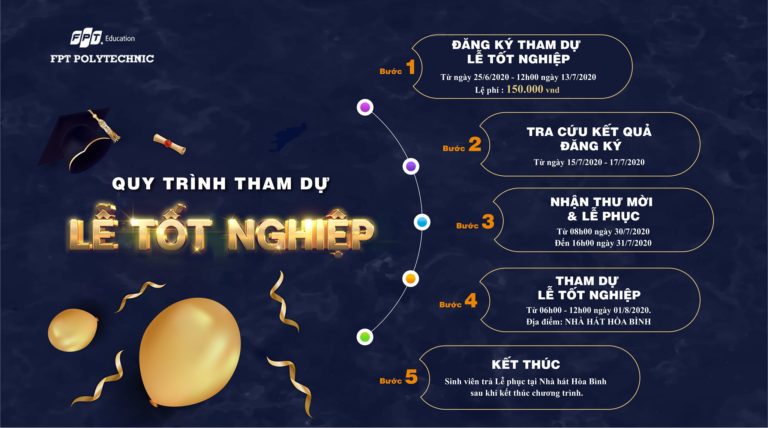 FPT Education
FPT POLYTECHNIC
QUY TRÌNH THAM DỰ
LỄ TỐT NGHIỆP
Bước 1
ĐĂNG KÝ THAM DỰ
LỄ TỐT NGHIỆP
Từ ngày 25/6/2020 - 12h00 ngày 13/7/2020
Lệ phí : 150.000 vnđ
Bước 2
TRA CỨU KẾT QUẢ
ĐĂNG KÝ
Từ ngày 15/7/2020 - 17/7/2020
Bước 3
NHẬN THƯ MỜI
& LỄ PHỤC
Từ 08h00 ngày 30/7/2020
Đến 16h00 ngày 31/7/2020
Bước 4
THAM DỰ
LỄ TỐT NGHIỆP
Từ 06h00 - 12h00 ngày 01/8/2020.
Địa điểm: NHÀ HÁT HÒA BÌNH
Bước 5
KẾT THÚC
Sinh viên trả Lễ phục tại Nhà hát Hòa Bình
sau khi kết thúc chương trình.